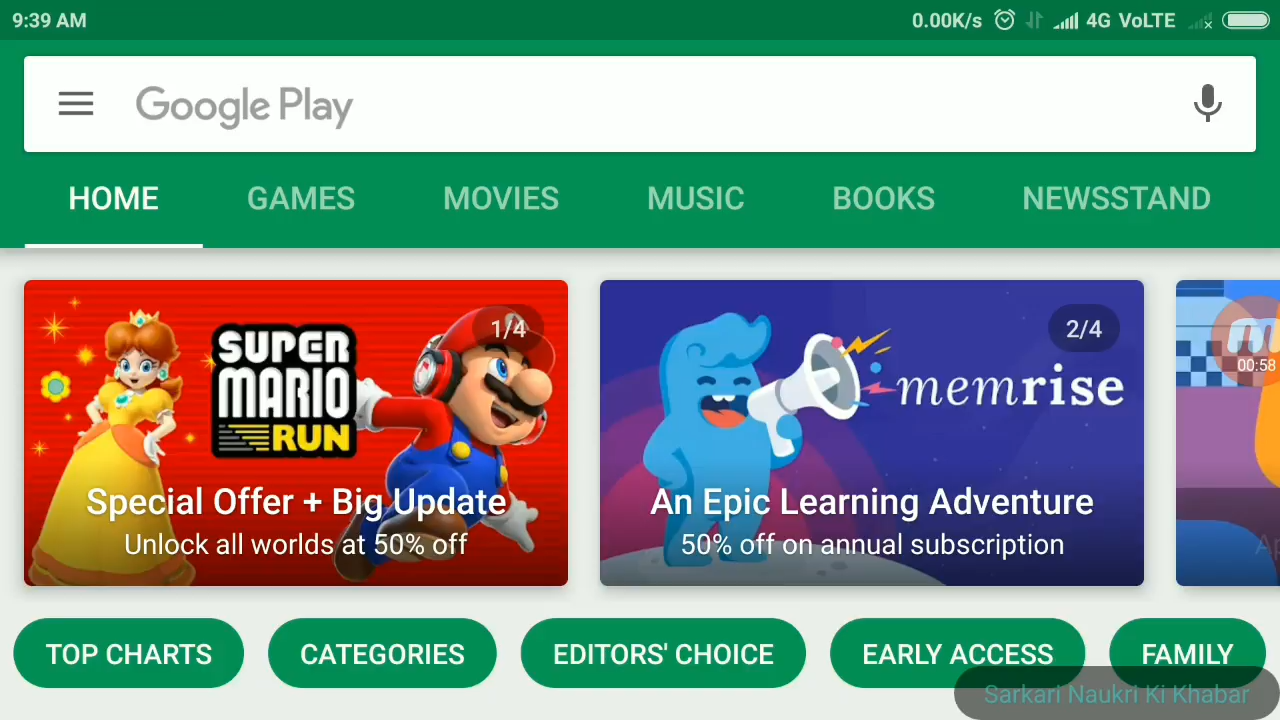 9:39 AM
0.00K/s 4G VoLTE
Google Play
HOME GAMES MOVIES MUSIC BOOKS NEWSSTAND
1/4
SUPER
MARIO
RUN
Special Offer + Big Update
Unlock all worlds at 50% off
2/4
memrise
An Epic Learning Adventure
50% off on annual subscription
00:58
TOP CHARTS CATEGORIES EDITORS' CHOICE EARLY ACCESS FAMILY
Sarkari Naukri Ki Khabar